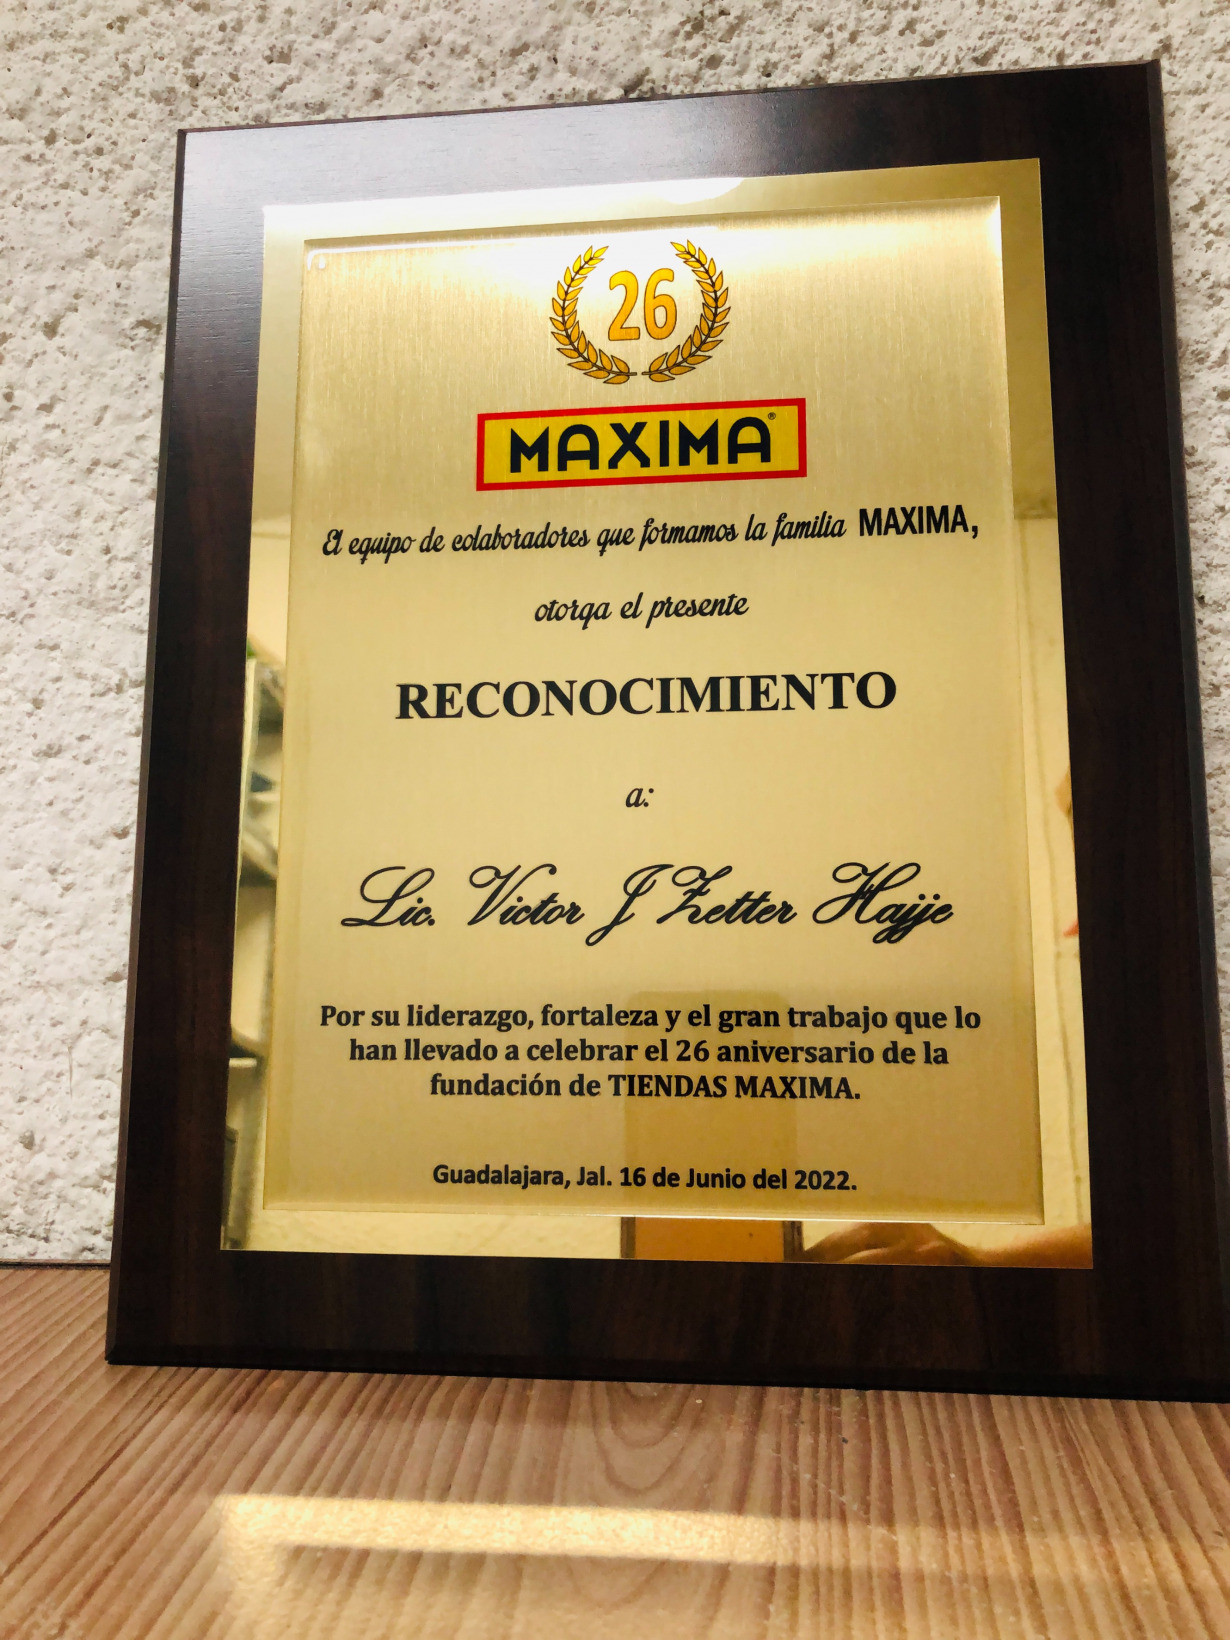 26
MAXIMA®
El equipo de colaboradores que formamos la familia MAXIMA,
otorga el presente
RECONOCIMIENTO
a:
Lic. Victor J Zetter Hajje
Por su liderazgo, fortaleza y el gran trabajo que lo
han llevado a celebrar el 26 aniversario de la
fundación de TIENDAS MAXIMA.
Guadalajara, Jal. 16 de Junio del 2022.